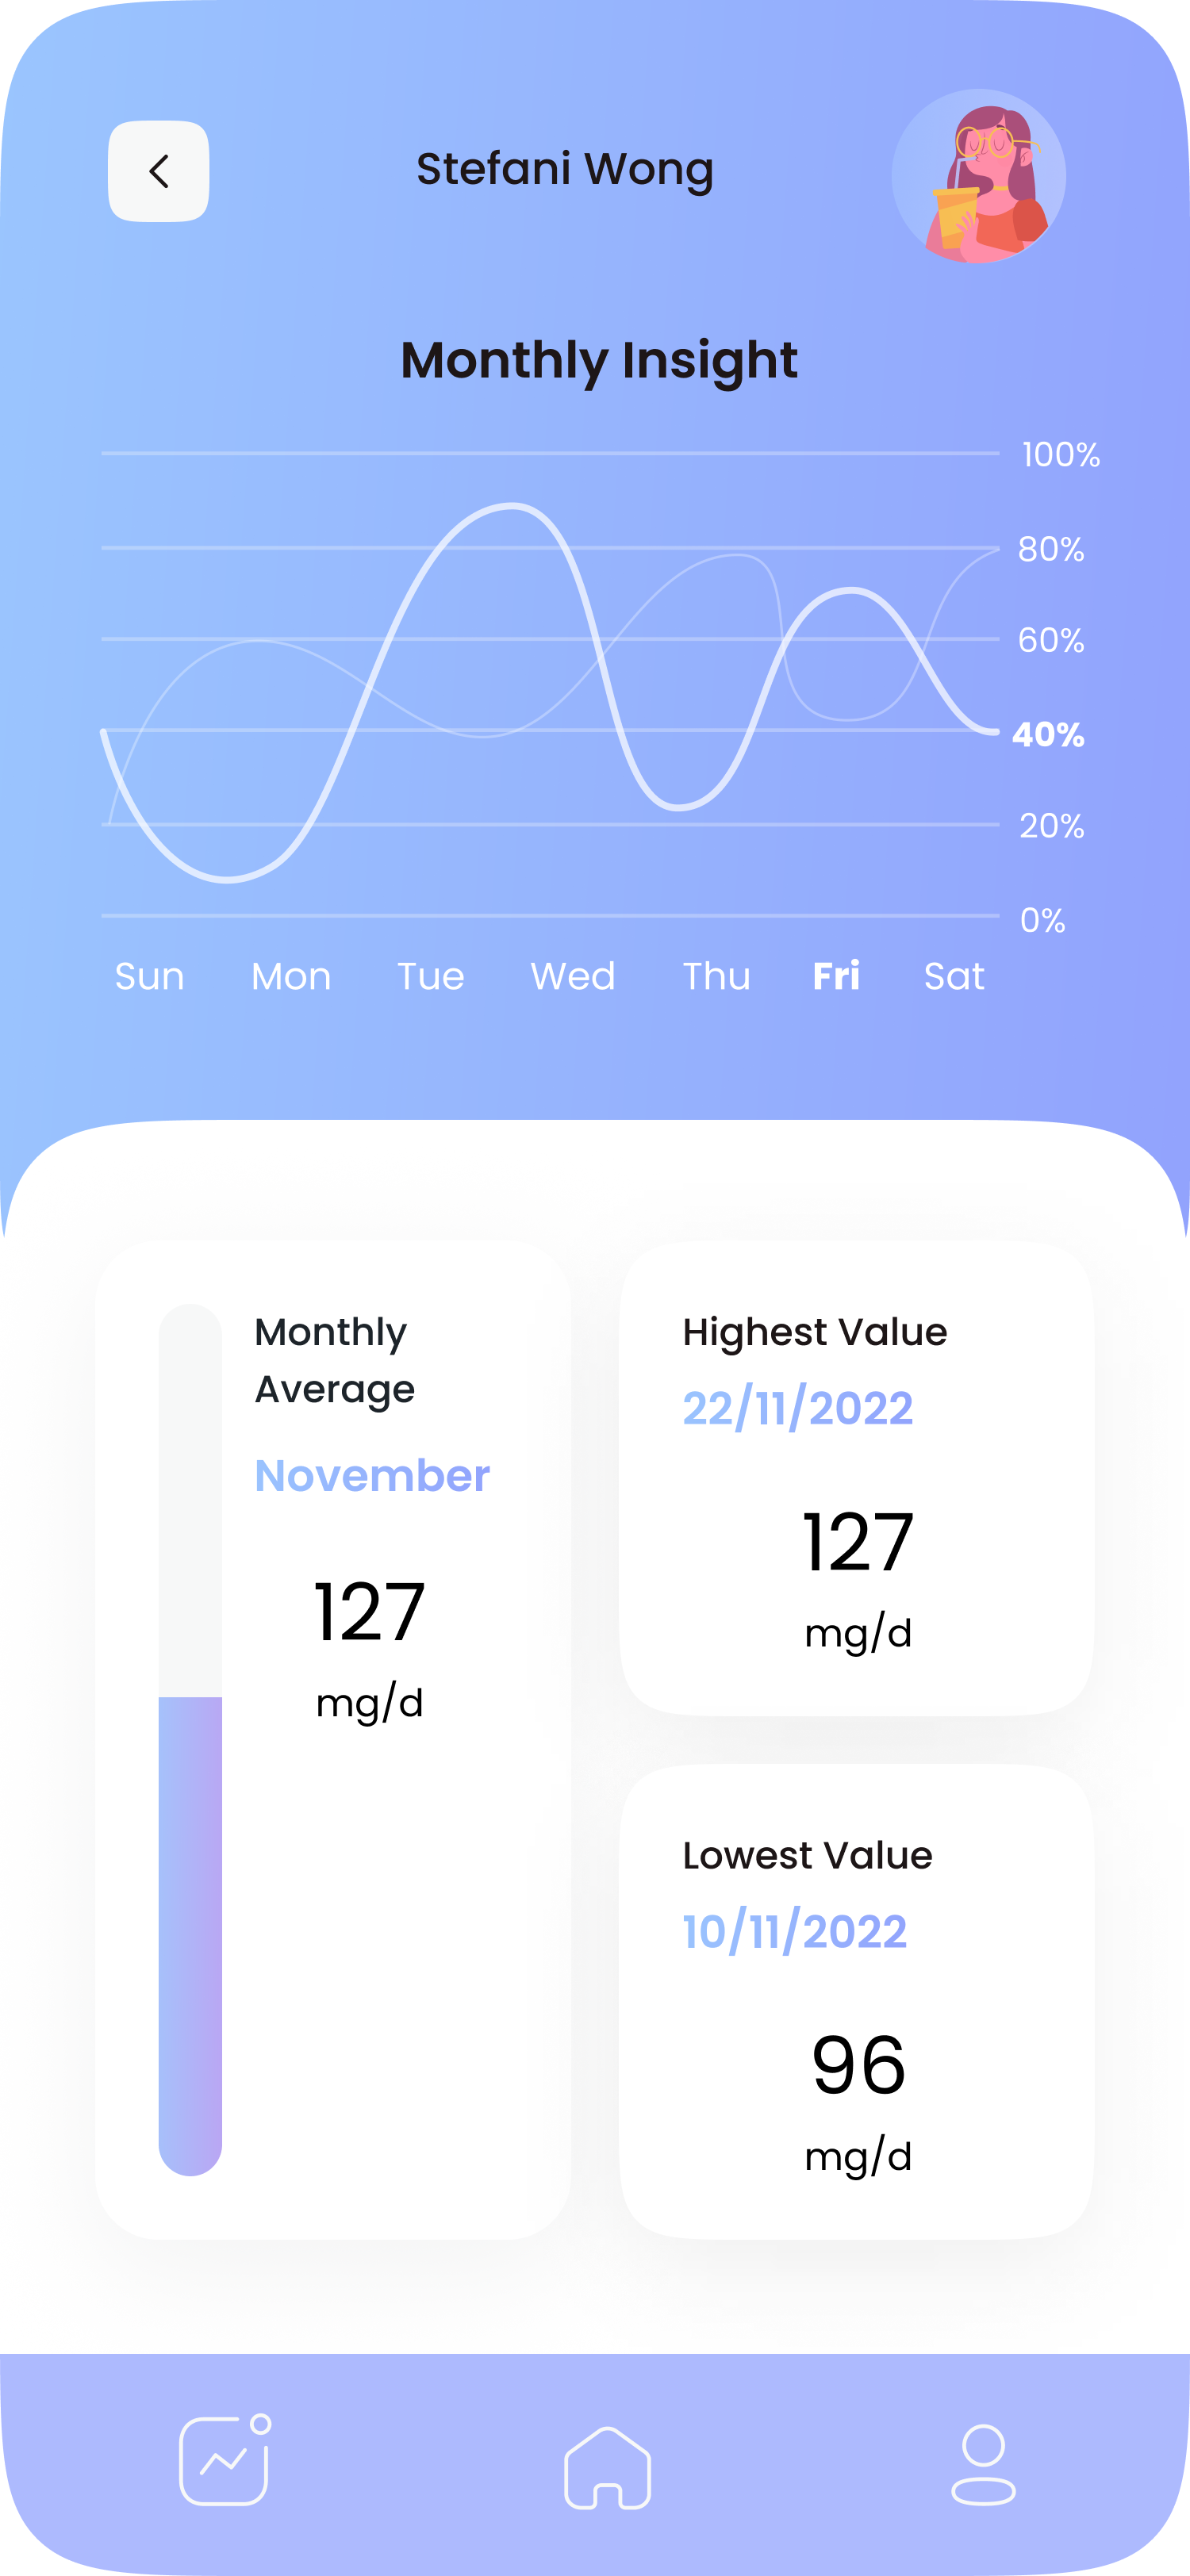 Stefani Wong
Monthly Insight
100%
80%
60%
40%
20%
0%
Sun Mon Tue Wed Thu Fri Sat
Monthly
Average
November
127
mg/d
Highest Value
22/11/2022
127
mg/d
Lowest Value
10/11/2022
96
mg/d